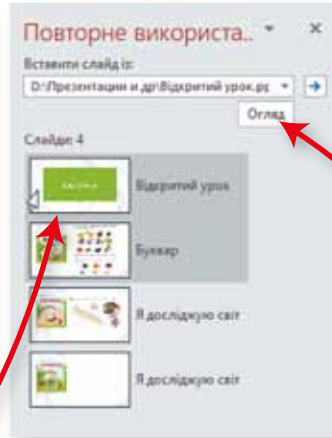 Повторне використа..
Вставити слайд із:
D:\Презентации и др\Відкритий урок.pp
Огляд
Слайди: 4
Відкритий урок
Буквар
Я досліджую світ
Я досліджую світ